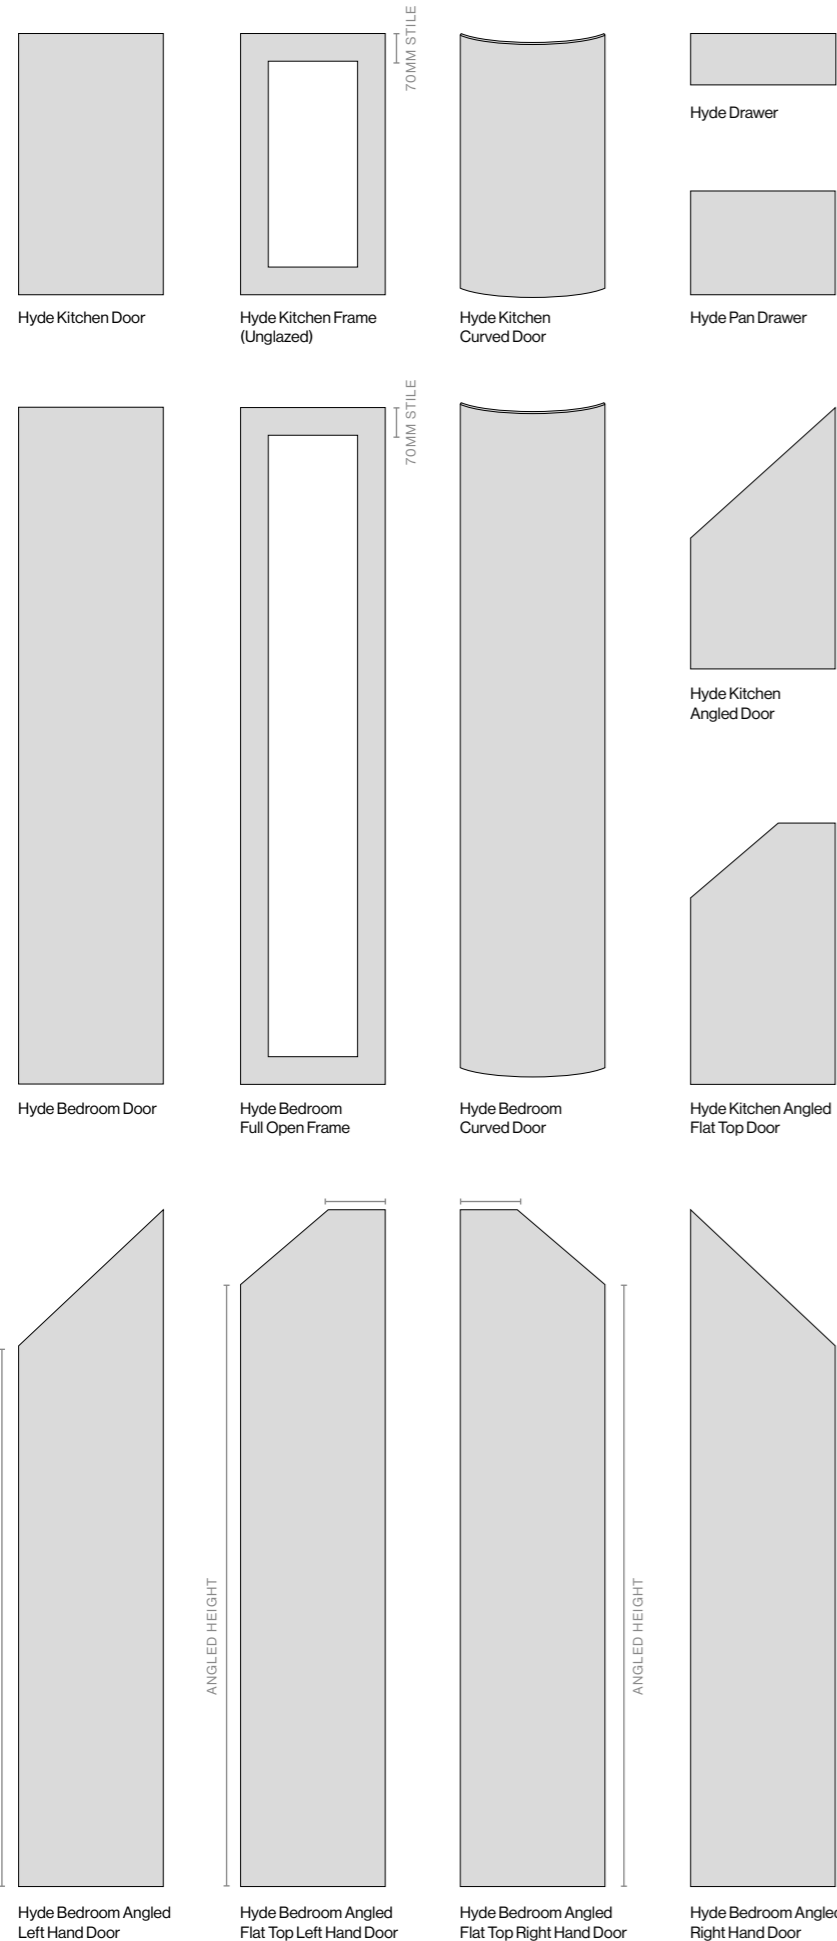 70MM STILE
Hyde Drawer
Hyde Kitchen Door
Hyde Kitchen Frame
(Unglazed)
Hyde Kitchen
Curved Door
Hyde Pan Drawer
70MM STILE
Hyde Kitchen
Angled Door
Hyde Bedroom Door
Hyde Bedroom
Full Open Frame
Hyde Bedroom
Curved Door
Hyde Kitchen Angled
Flat Top Door
ANGLED HEIGHT
ANGLED HEIGHT
Hyde Bedroom Angled
Left Hand Door
Hyde Bedroom Angled
Flat Top Left Hand Door
Hyde Bedroom Angled
Flat Top Right Hand Door
Hyde Bedroom Angled
Right Hand Door